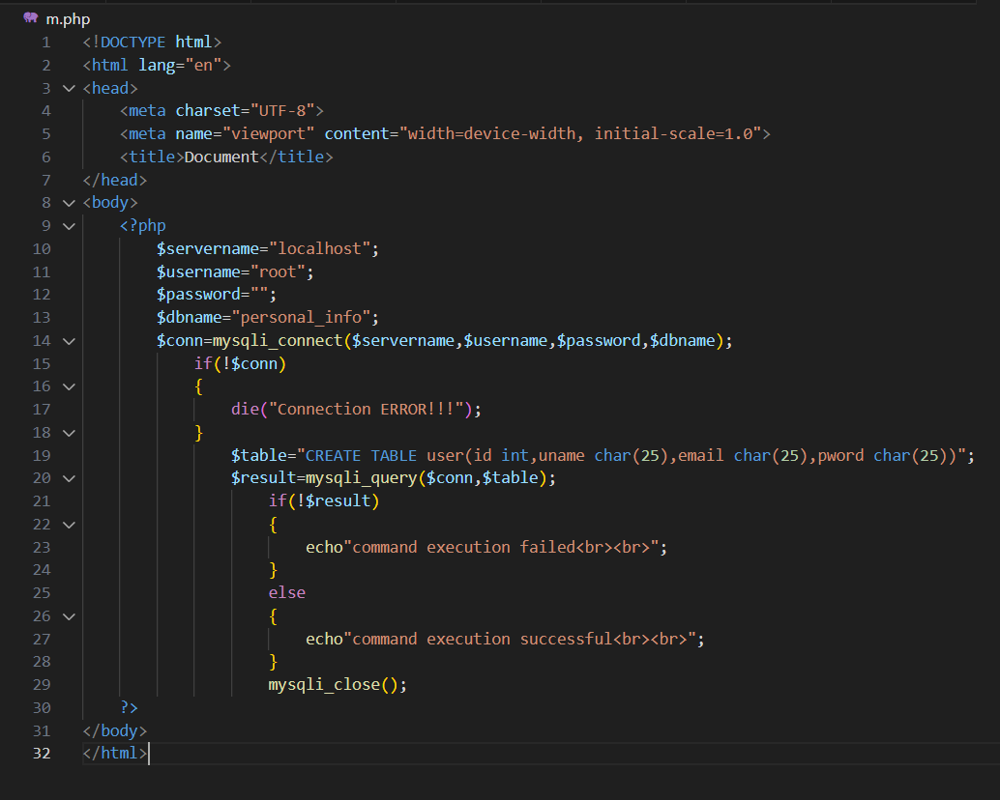 m.php
1 <!DOCTYPE html>
2 <html lang="en">
3 <head>
4     <meta charset="UTF-8">
5     <meta name="viewport" content="width=device-width, initial-scale=1.0">
6     <title>Document</title>
7 </head>
8 <body>
9     <?php
10         $servername="localhost";
11         $username="root";
12         $password="";
13         $dbname="personal_info";
14         $conn=mysqli_connect($servername,$username,$password,$dbname);
15             if(!$conn)
16             {
17                 die("Connection ERROR!!!");
18             }
19                 $table="CREATE TABLE user(id int,uname char(25),email char(25),pword char(25))";
20                 $result=mysqli_query($conn,$table);
21                     if(!$result)
22                     {
23                         echo"command execution failed<br><br>";
24                     }
25                     else
26                     {
27                         echo"command execution successful<br><br>";
28                     }
29                     mysqli_close();
30     ?>
31 </body>
32 </html>